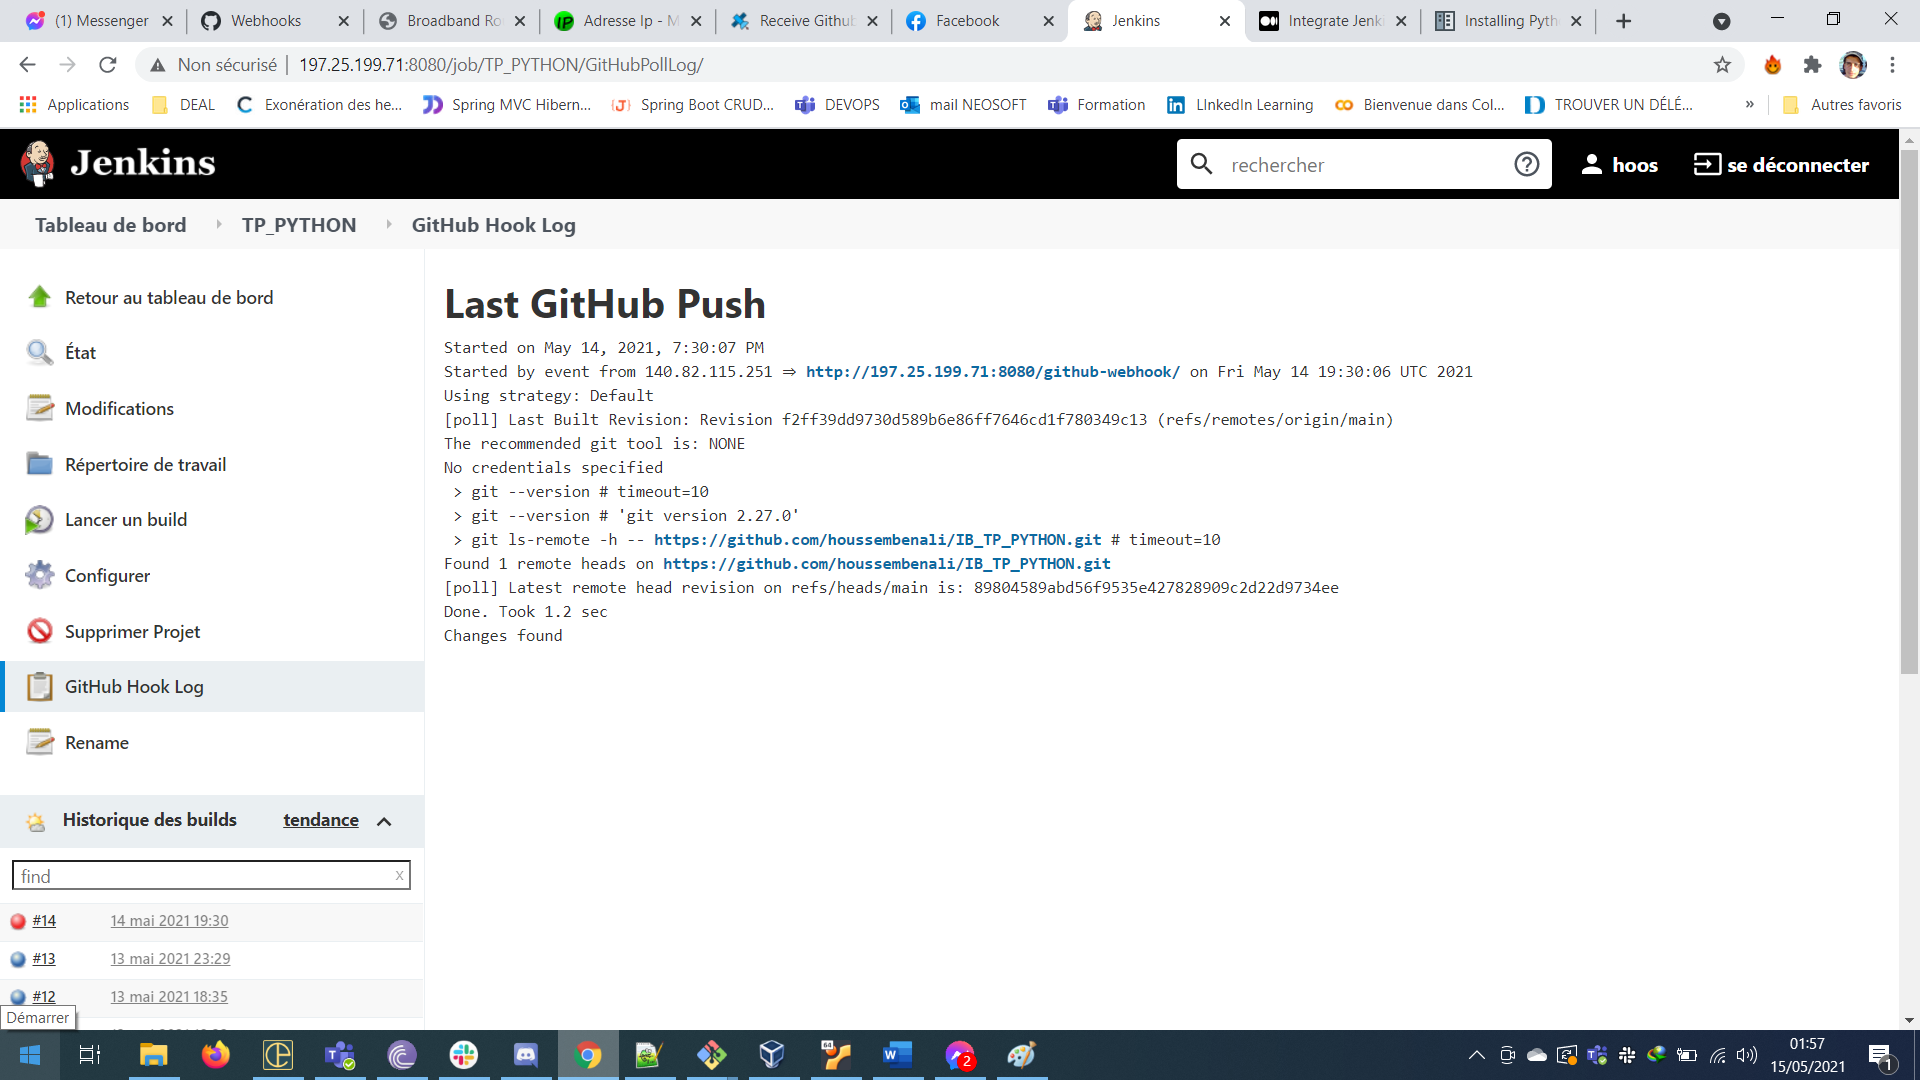 (1) Messenger
Webhooks
Broadband Ro
Adresse Ip - M
Receive Github
Facebook
Jenkins
Integrate Jenk
Installing Pyth
Non sécurisé
197.25.199.71:8080/job/TP_PYTHON/GitHubPollLog/
Applications
DEAL
Exonération des he...
Spring MVC Hibern...
Spring Boot CRUD...
DEVOPS
mail NEOSOFT
Formation
LInkedIn Learning
Bienvenue dans Col...
TROUVER UN DÉLÉ...
»
Autres favoris
Jenkins
rechercher
hoos
se déconnecter
Tableau de bord
TP_PYTHON
GitHub Hook Log
Retour au tableau de bord
État
Modifications
Répertoire de travail
Lancer un build
Configurer
Supprimer Projet
GitHub Hook Log
Rename
Historique des builds
tendance
find
x
#14
14 mai 2021 19:30
#13
13 mai 2021 23:29
#12
13 mai 2021 18:35
Démarrer
Last GitHub Push
Started on May 14, 2021, 7:30:07 PM
Started by event from 140.82.115.251 ⇒ http://197.25.199.71:8080/github-webhook/ on Fri May 14 19:30:06 UTC 2021
Using strategy: Default
[poll] Last Built Revision: Revision f2ff39dd9730d589b6e86ff7646cd1f780349c13 (refs/remotes/origin/main)
The recommended git tool is: NONE
No credentials specified
> git --version # timeout=10
> git --version # 'git version 2.27.0'
> git ls-remote -h -- https://github.com/houssembenali/IB_TP_PYTHON.git # timeout=10
Found 1 remote heads on https://github.com/houssembenali/IB_TP_PYTHON.git
[poll] Latest remote head revision on refs/heads/main is: 89804589abd56f9535e427828909c2d22d9734ee
Done. Took 1.2 sec
Changes found
64
2
01:57
15/05/2021
1